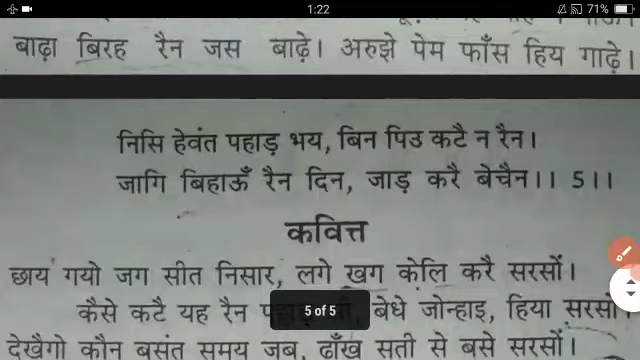 1:22
71%
बाढ़ा बिरह रैन जस बाढ़े। अरुझे पेम फाँस हिय गाढ़े।
निसि हेवंत पहाड़ भय, बिन पिउ कटै न रैन।
जागि बिहाऊँ रैन दिन, जाड़ करै बेचैन।। 5।।
कवित्त
छाय गयो जग सीत निसार, लगे खग केलि करै सरसों।
कैसे कटै यह रैन बेधे जोन्हाइ, हिया सरसों।
5 of 5
देखैगो कौन बसंत समय जब, ढाँख सती से बसे सरसों।